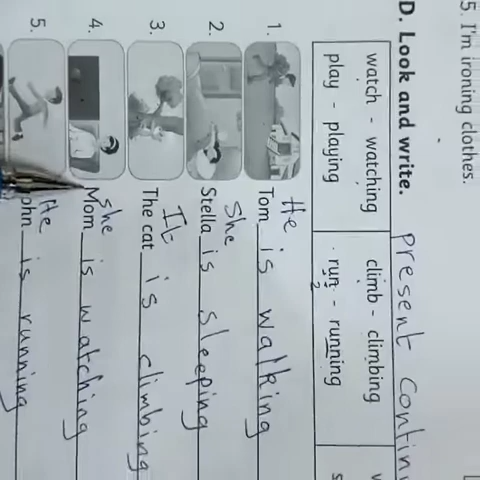 5. I'm ironing clothes.
D. Look and write. present contin
watch - watching climb - climbing
play - playing run - running
2
He
1. Tom is walking
She
2. Stella is sleeping
It
3. The cat is climbing
she
4. Mom is watching
He
5. ohn is running